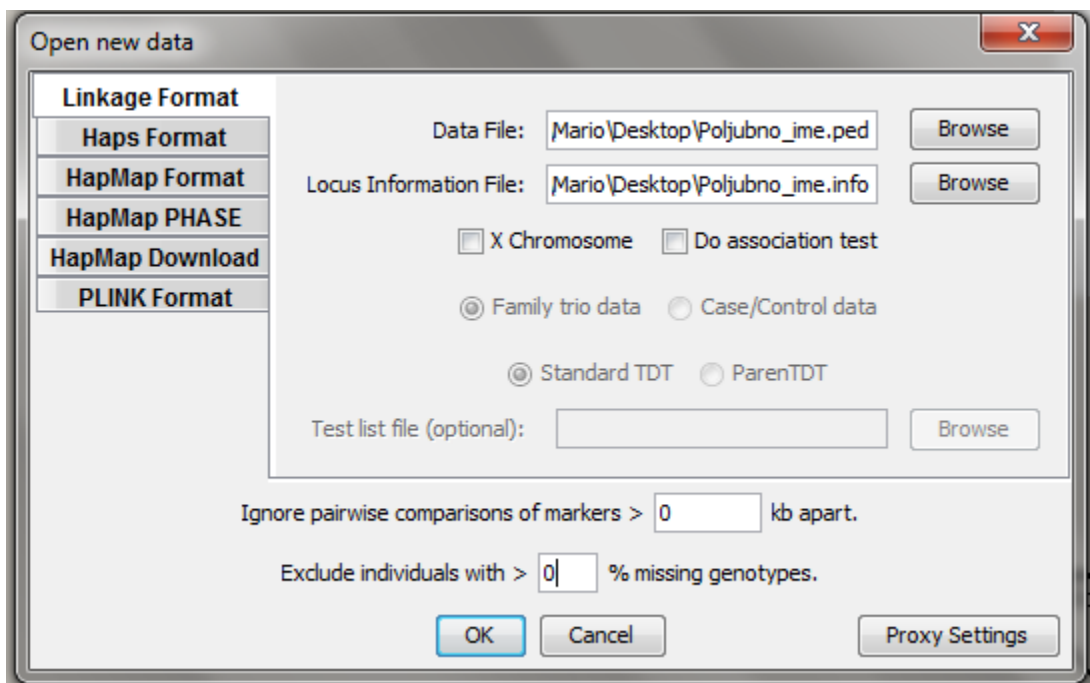 Open new data
Linkage Format
Haps Format
HapMap Format
HapMap PHASE
HapMap Download
PLINK Format
Data File: Mario\Desktop\Poljubno_ime.ped Browse
Locus Information File: Mario\Desktop\Poljubno_ime.info Browse
X Chromosome Do association test
Family trio data Case/Control data
Standard TDT ParenTDT
Test list file (optional): Browse
Ignore pairwise comparisons of markers > 0 kb apart.
Exclude individuals with > 0 % missing genotypes.
OK Cancel Proxy Settings